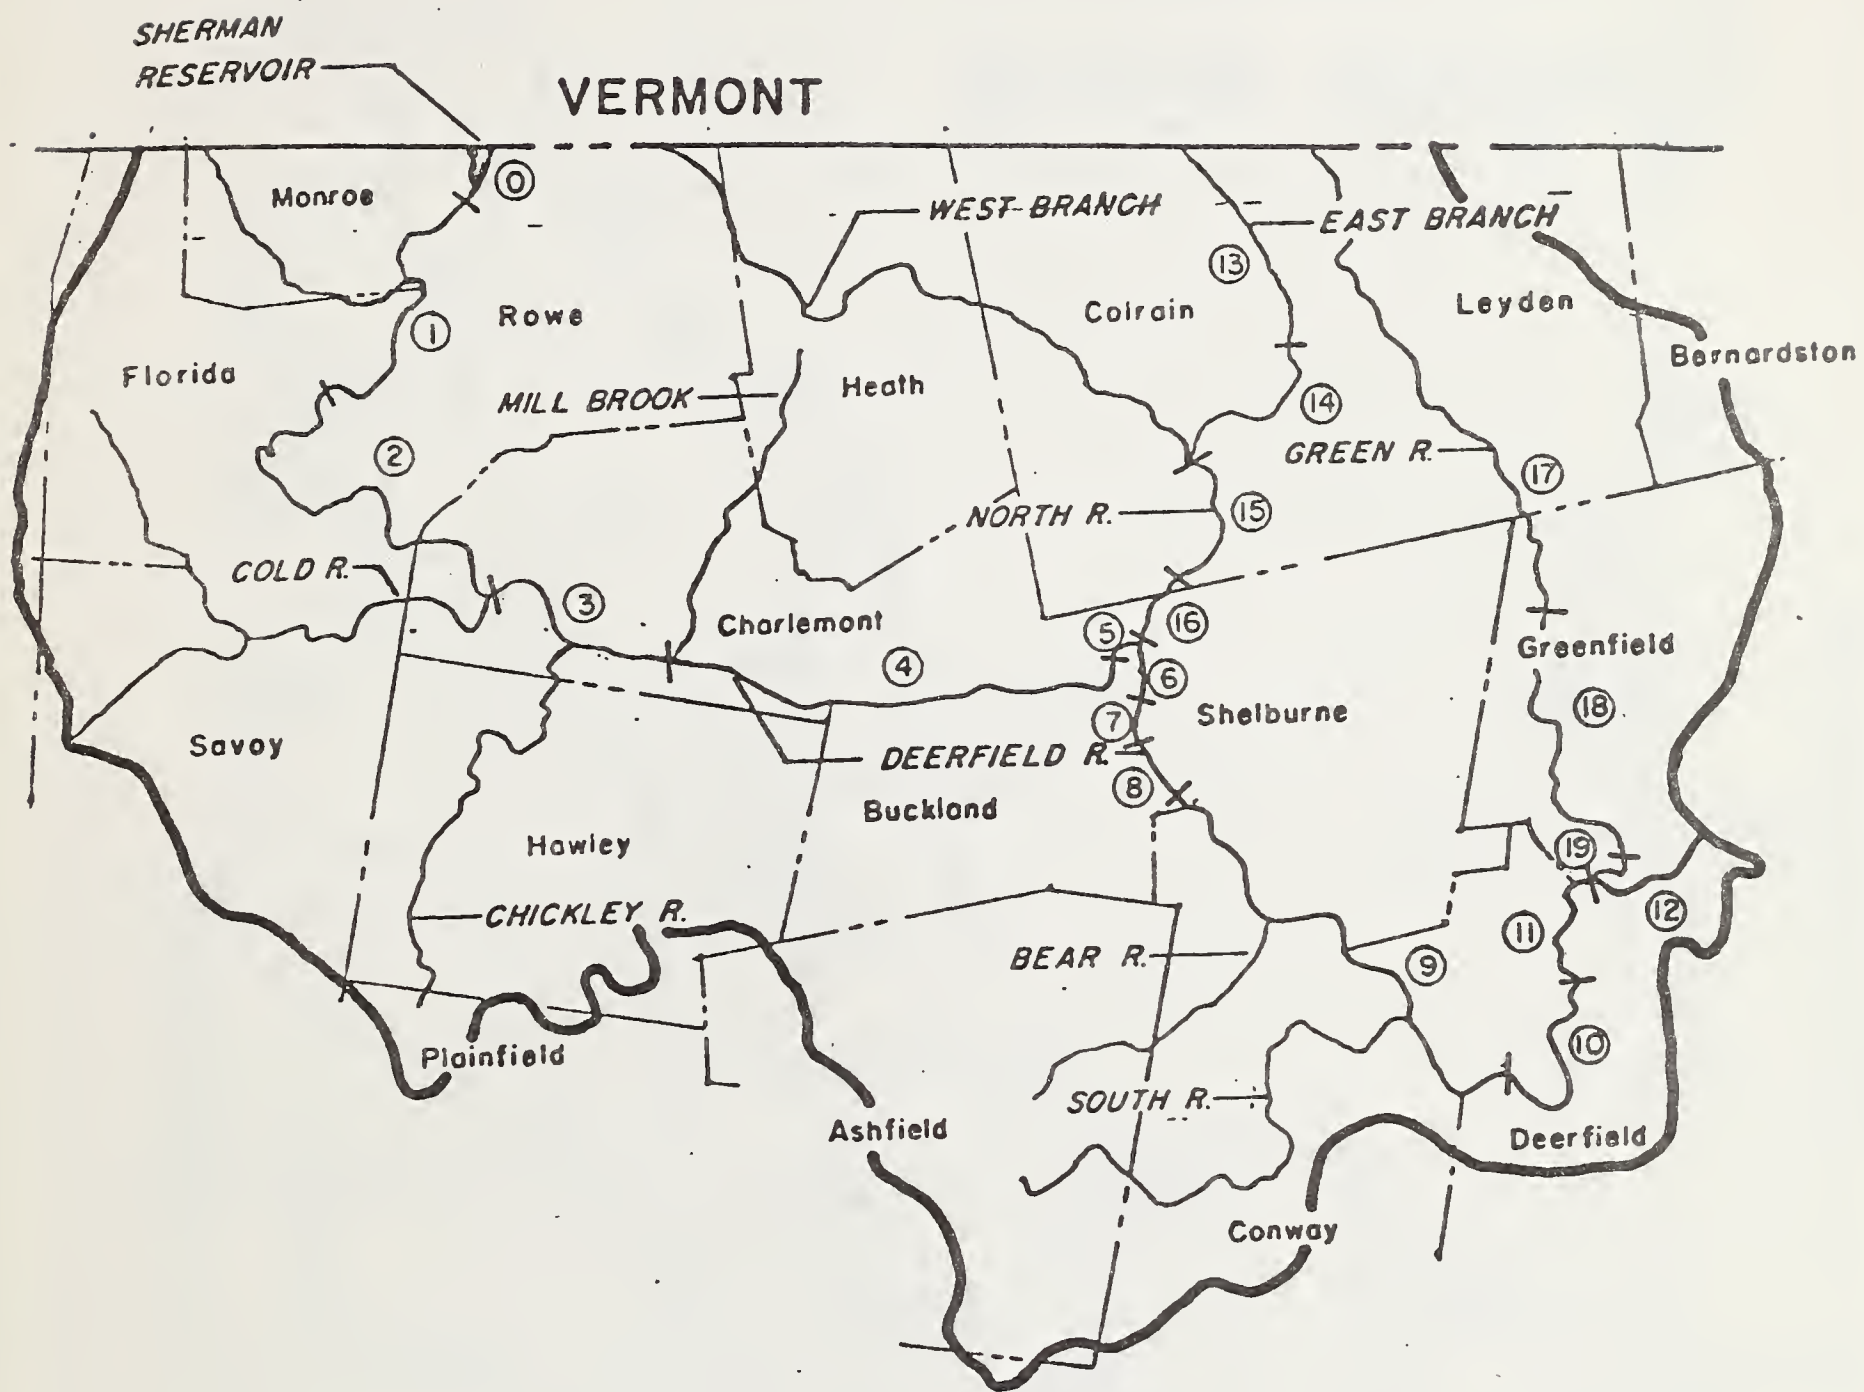 SHERMAN
RESERVOIR
VERMONT
0
Monroe
WEST BRANCH
EAST BRANCH
13
Rowe
Colrain
Leyden
1
Florida
MILL BROOK
Heath
Bernardston
14
2
GREEN R.
17
NORTH R.
15
COLD R.
3
Charlemont
5
16
Greenfield
4
6
Savoy
7
Shelburne
18
DEERFIELD R.
8
Buckland
Hawley
19
CHICKLEY R.
12
11
BEAR R.
9
Plainfield
10
SOUTH R.
Ashfield
Deerfield
Conway